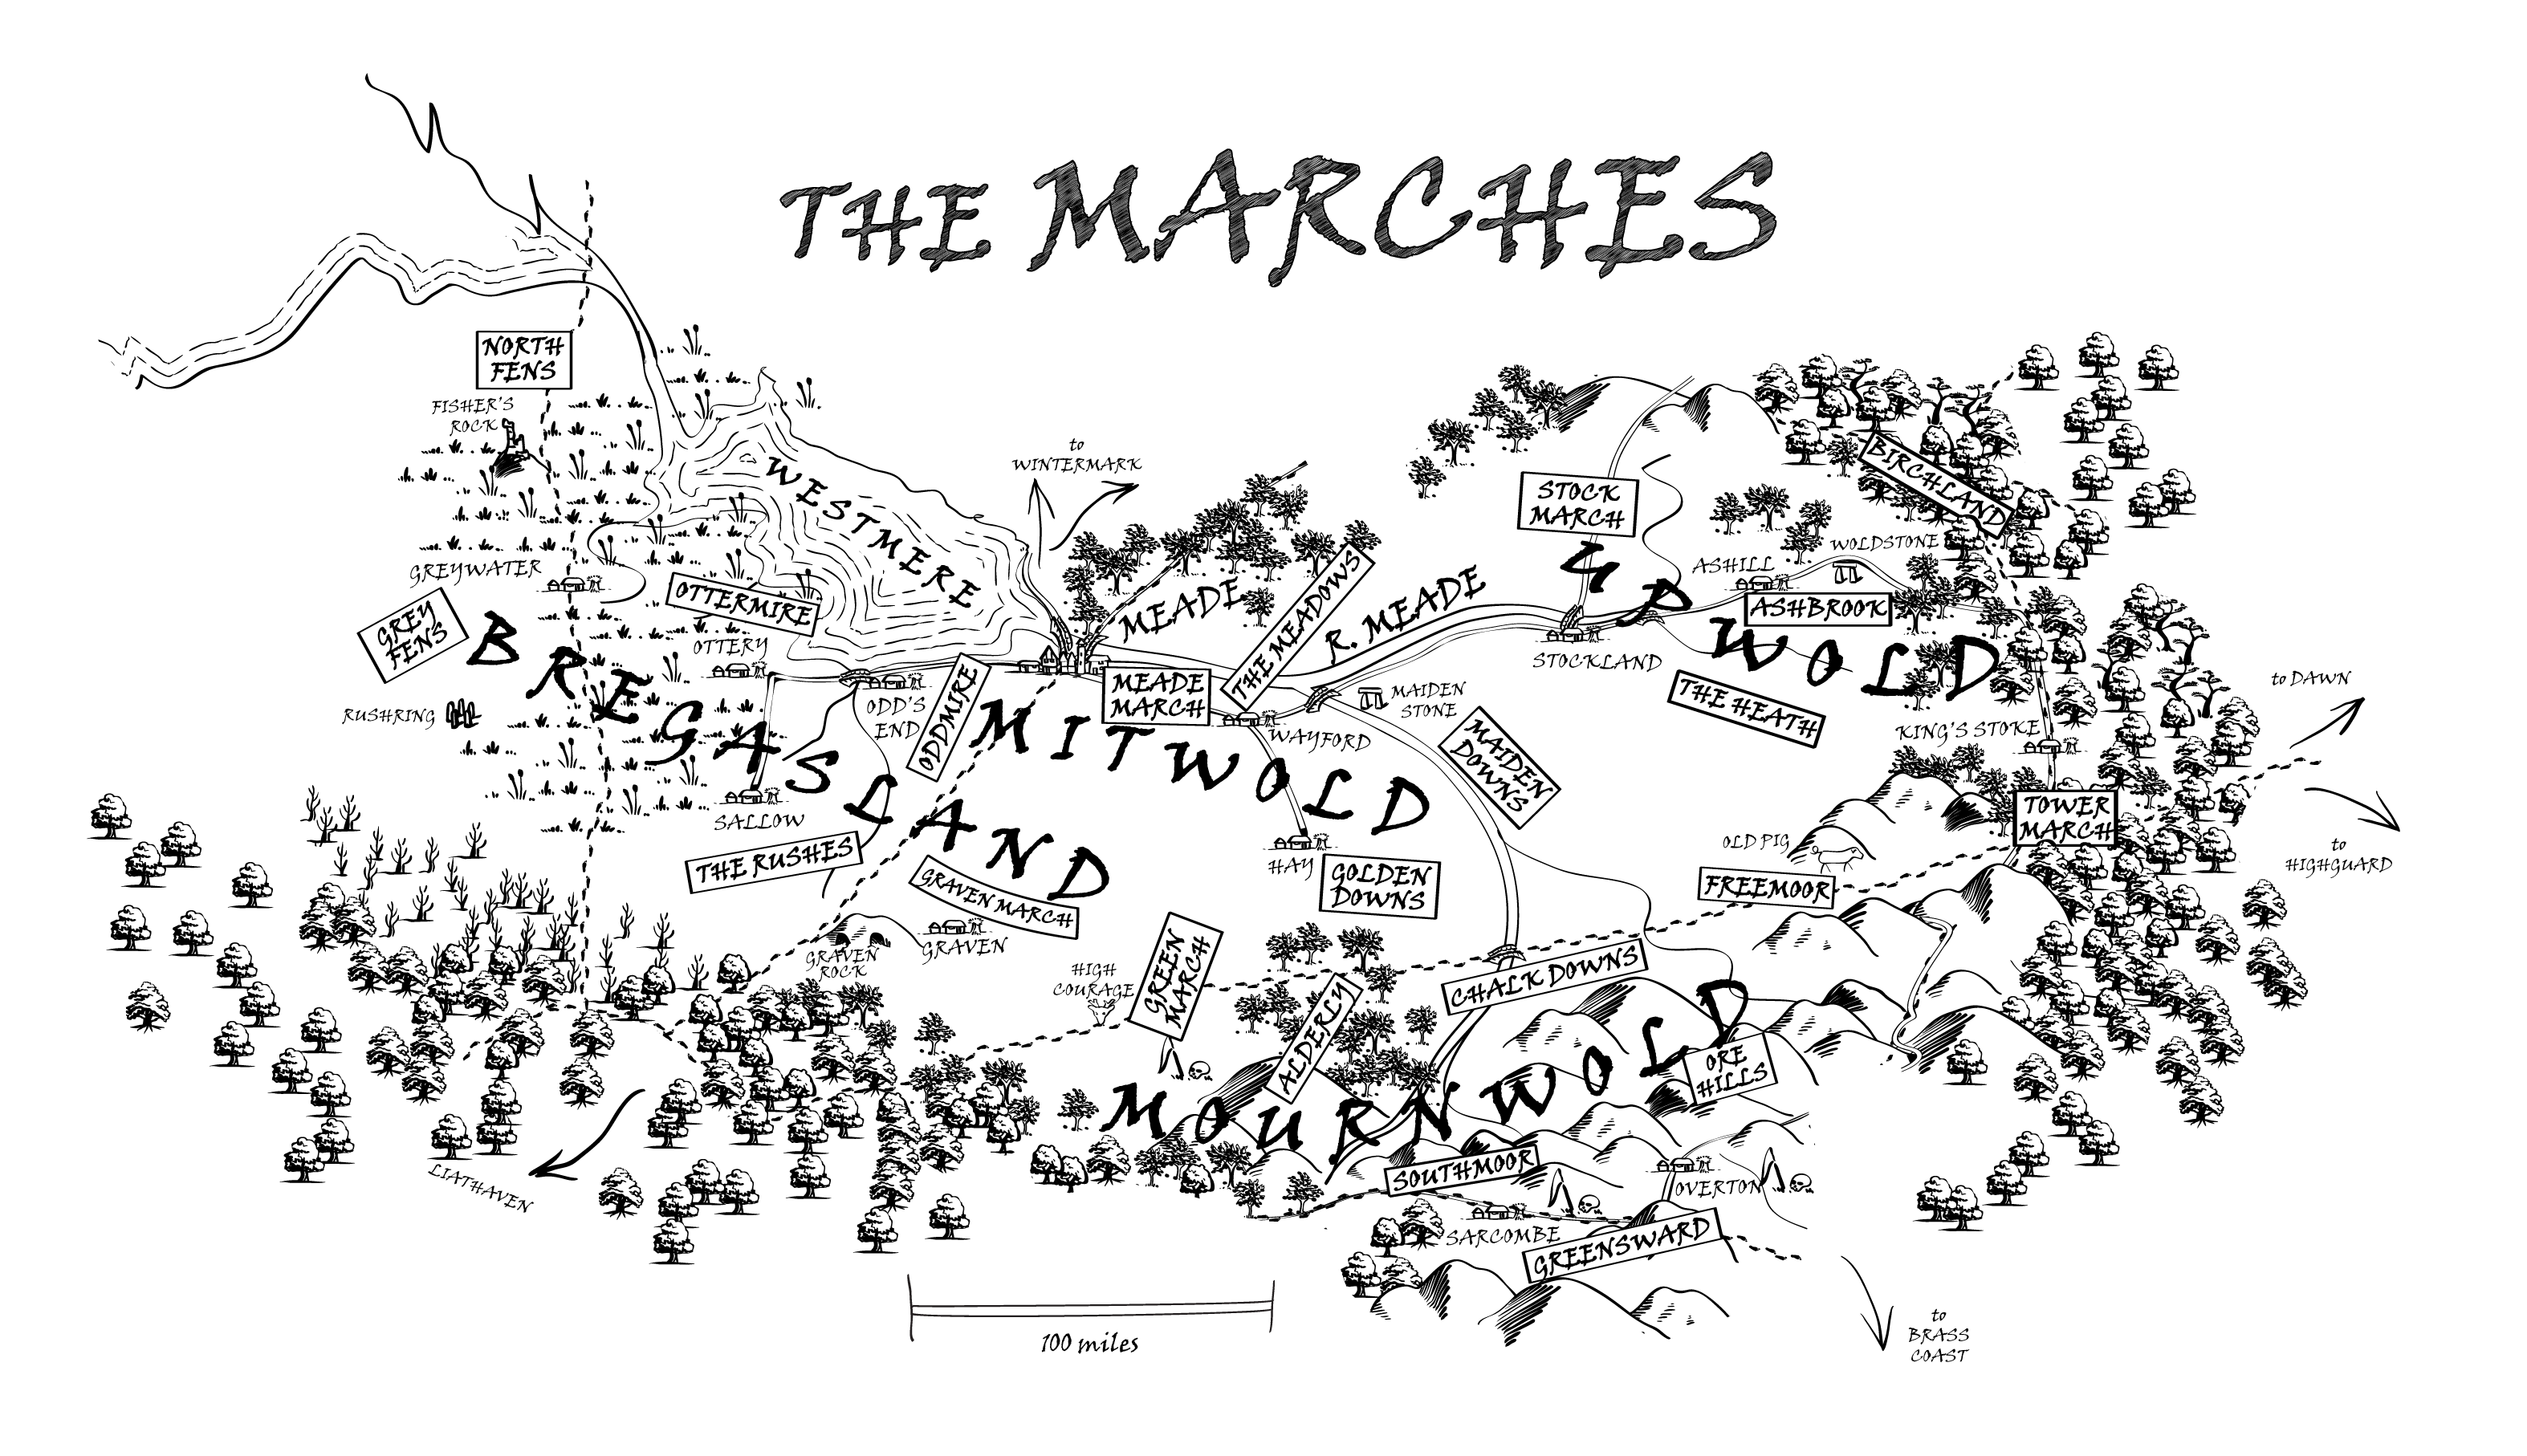 THE MARCHES
NORTH
FENS
FISHER'S
ROCK
to
WINTERMARK
WESTMERE
STOCK
MARCH
BIRCHLAND
GREYWATER
OTTERMIRE
MEADE
THE MEADOWS
R. MEADE
ASHILL
WOLDSTONE
ASHBROOK
UPWOLD
GREY
FENS
BREGASLAND
OTTERY
STOCKLAND
ODD'S
END
ODDMIRE
MEADE
MARCH
MAIDEN
STONE
THE HEATH
to DAWN
RUSHRING
MITWOLD
WAYFORD
MAIDEN
DOWNS
KING'S STOKE
SALLOW
TOWER
MARCH
THE RUSHES
HAY
GOLDEN
DOWNS
OLD PIG
FREEMOOR
to
HIGHGUARD
GRAVEN MARCH
GRAVEN
GRAVEN
ROCK
HIGH
COURAGE
GREEN
MARCH
CHALK DOWNS
ALDERLY
MOURNWOLD
ORE
HILLS
LIATHAVEN
SOUTHMOOR
OVERTON
SARCOMBE
GREENSWARD
100 miles
to
BRASS
COAST